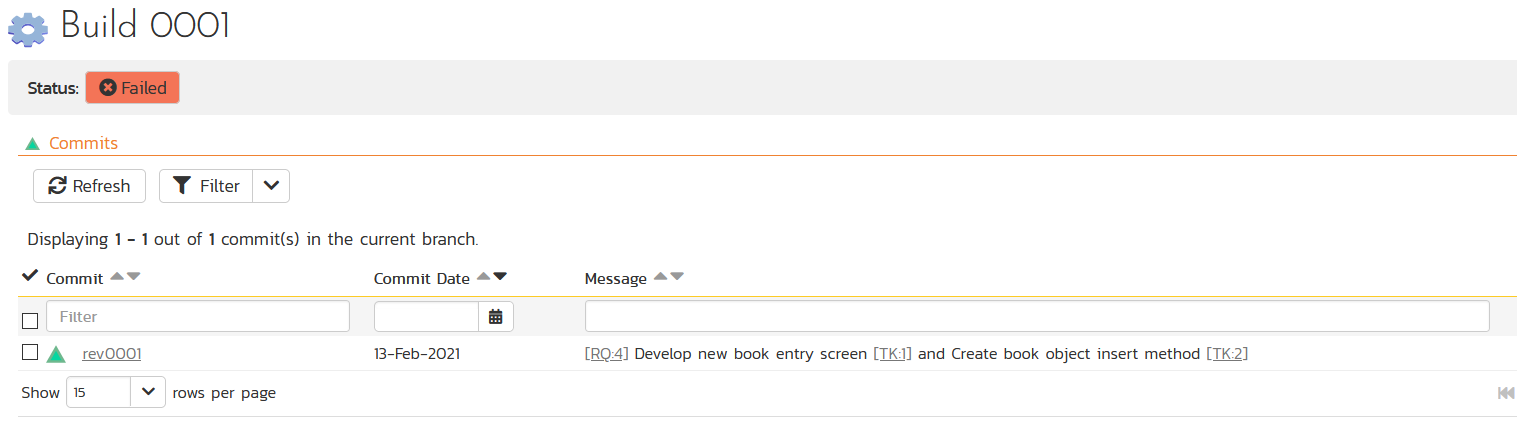 Build 0001
Status: Failed
Commits
Refresh Filter
Displaying 1 - 1 out of 1 commit(s) in the current branch.
Commit Commit Date Message
Filter
rev0001 13-Feb-2021 [RQ:4] Develop new book entry screen [TK:1] and Create book object insert method [TK:2]
Show 15 rows per page